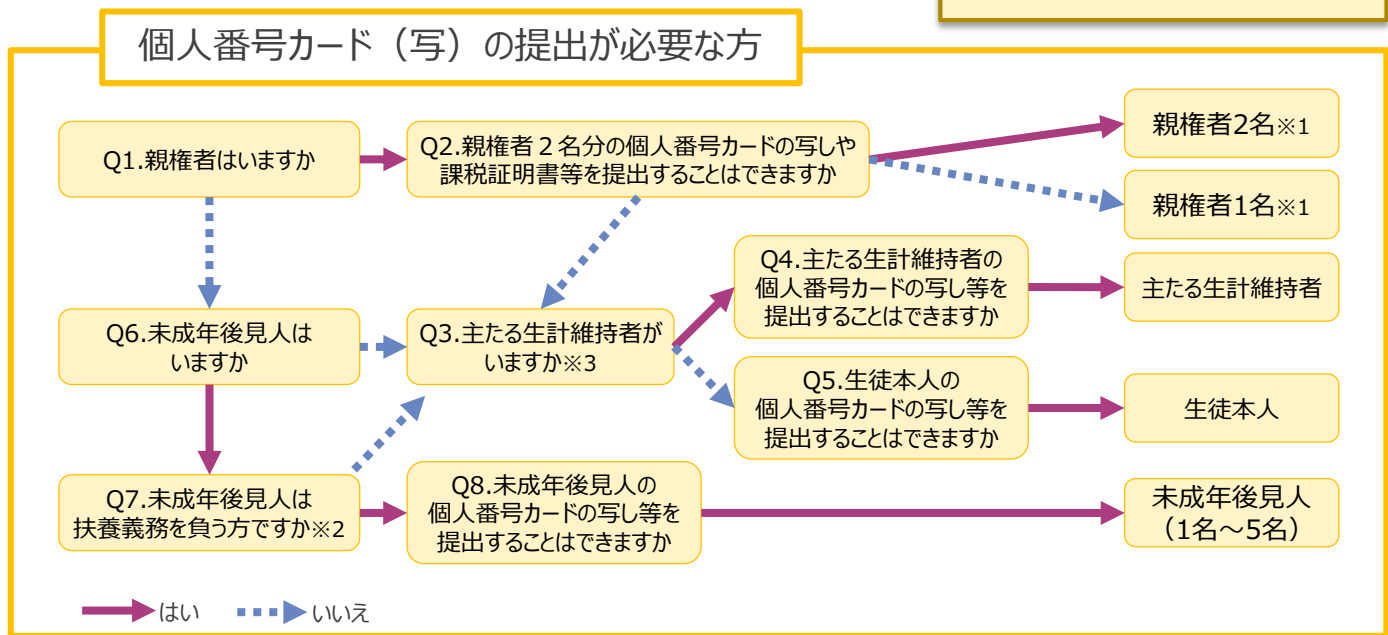 個人番号カード（写）の提出が必要な方
Q1.親権者はいますか
Q2.親権者２名分の個人番号カードの写しや
課税証明書等を提出することはできますか
親権者2名※1
親権者1名※1
Q6.未成年後見人は
いますか
Q3.主たる生計維持者が
いますか※3
Q4.主たる生計維持者の
個人番号カードの写し等を
提出することはできますか
主たる生計維持者
Q5.生徒本人の
個人番号カードの写し等を
提出することはできますか
生徒本人
Q7.未成年後見人は
扶養義務を負う方ですか※2
Q8.未成年後見人の
個人番号カードの写し等を
提出することはできますか
未成年後見人
（1名～5名）
はい
いいえ